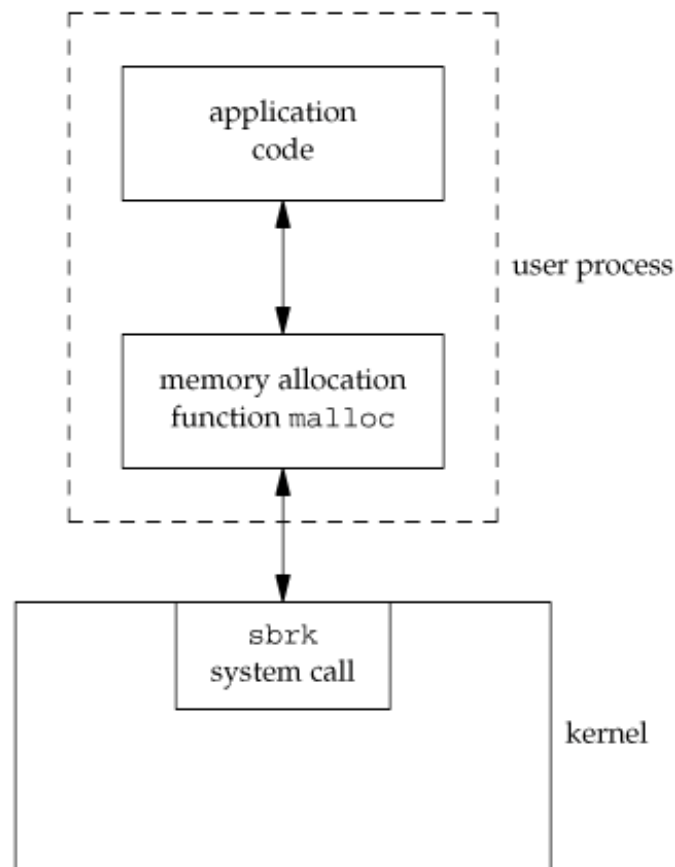 application
code
user process
memory allocation
function malloc
sbrk
system call
kernel